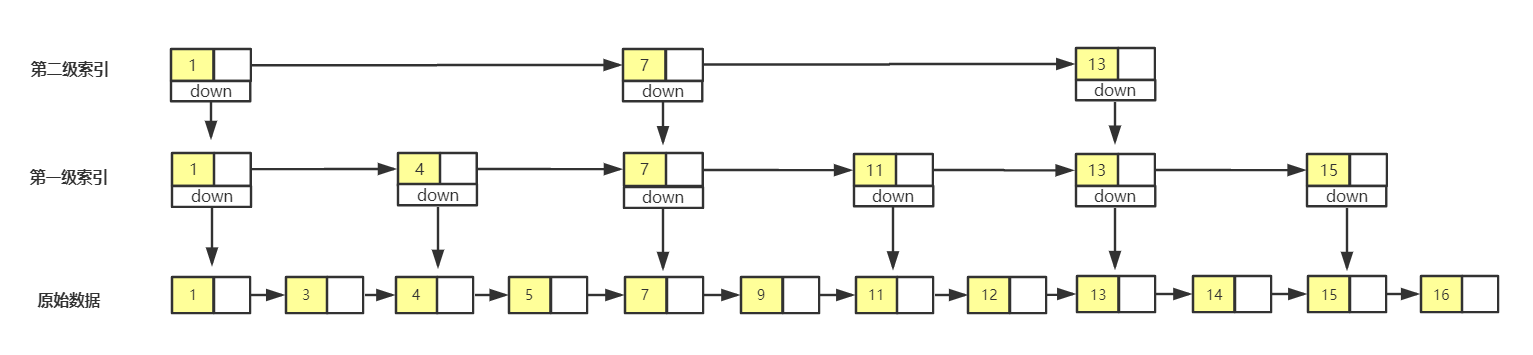 第二级索引 1 7 13
down down down
第一级索引 1 4 7 11 13 15
down down down down down down
原始数据 1 3 4 5 7 9 11 12 13 14 15 16